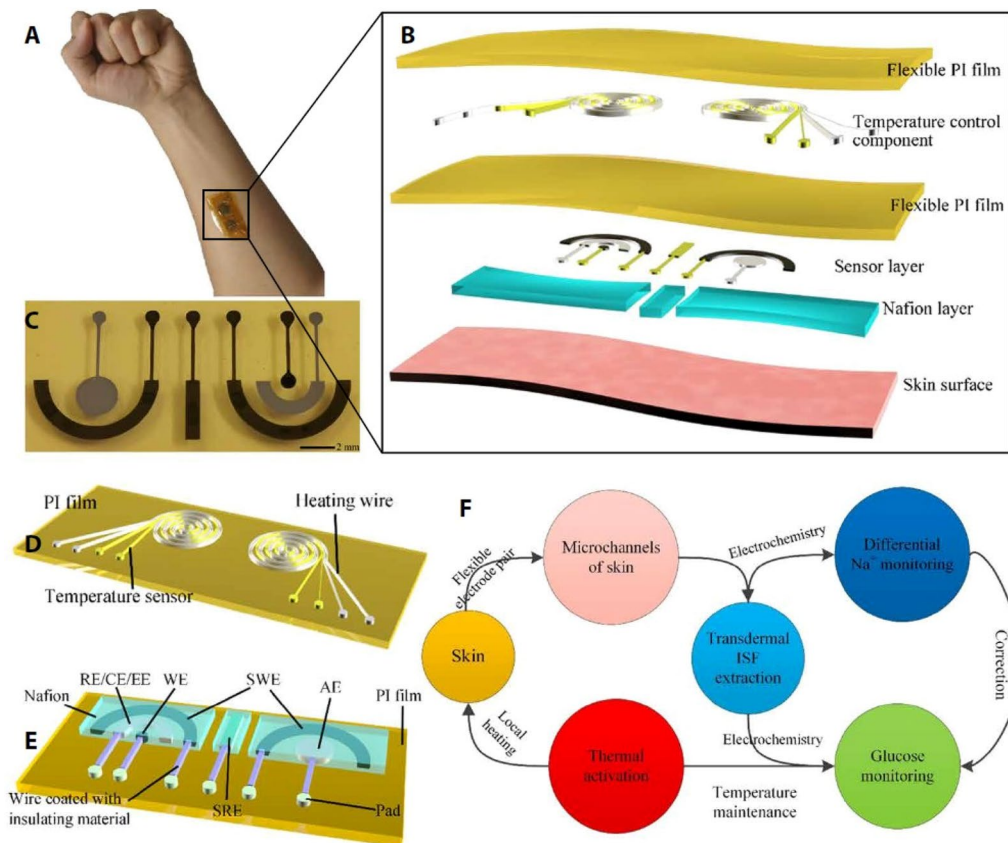 A
B
Flexible PI film
Temperature control
component
Flexible PI film
Sensor layer
Nafion layer
Skin surface
C
2 mm
PI film
Heating wire
D
Temperature sensor
RE/CE/EE
WE
SWE
AE
PI film
Nafion
E
Wire coated with
insulating material
SRE
Pad
F
Microchannels
of skin
Electrochemistry
Differential
Na⁺ monitoring
Flexible
electrode pair
Skin
Transdermal
ISF
extraction
Correction
Local
heating
Thermal
activation
Electrochemistry
Glucose
monitoring
Temperature
maintenance